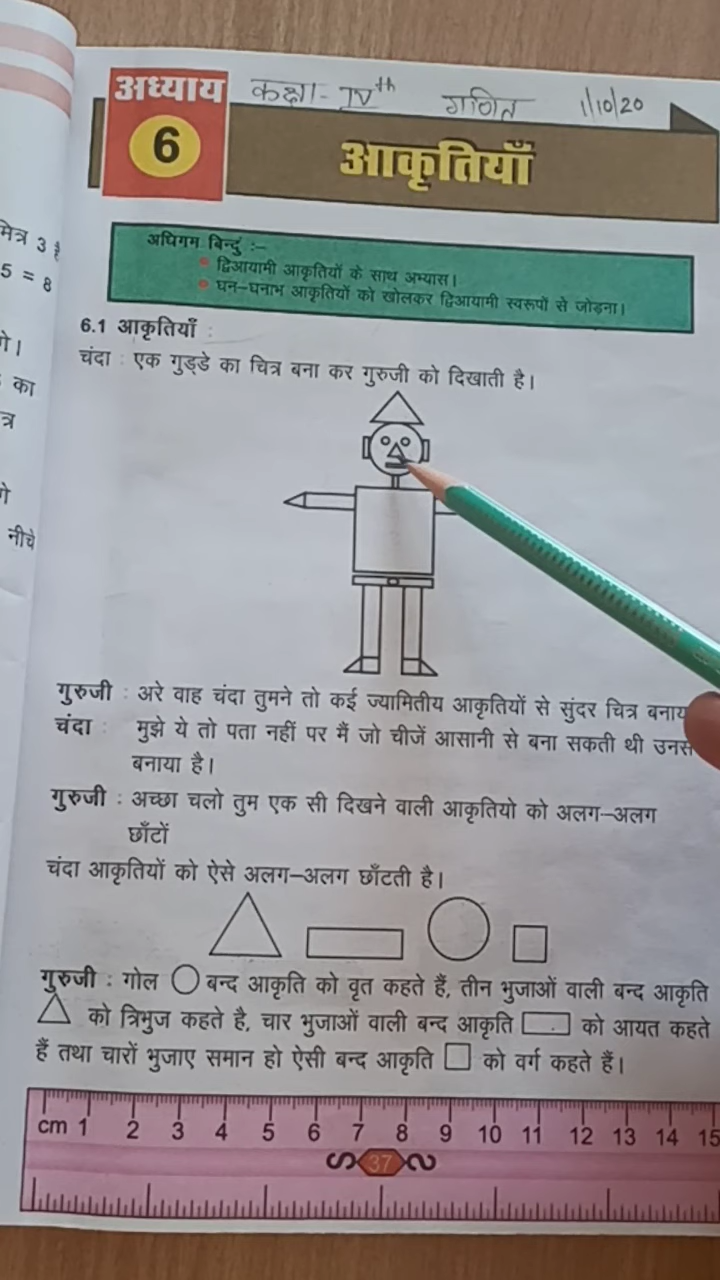 अध्याय
6
कक्षा- IVth गणित 1/10/20
आकृतियाँ
अधिगम बिन्दु :–
द्विआयामी आकृतियों के साथ अभ्यास।
घन–घनाभ आकृतियों को खोलकर द्विआयामी स्वरूपों से जोड़ना।
6.1 आकृतियाँ :
चंदा : एक गुड्डे का चित्र बना कर गुरुजी को दिखाती है।
गुरुजी : अरे वाह चंदा तुमने तो कई ज्यामितीय आकृतियों से सुंदर चित्र
चंदा : मुझे ये तो पता नहीं पर मैं जो चीजें आसानी से बना सकती थी
बनाया है।
गुरुजी : अच्छा चलो तुम एक सी दिखने वाली आकृतियो को अलग–अलग
छाँटों
चंदा आकृतियों को ऐसे अलग–अलग छाँटती है।
गुरुजी : गोल बन्द आकृति को वृत कहते हैं, तीन भुजाओं वाली बन्द आकृति
को त्रिभुज कहते है, चार भुजाओं वाली बन्द आकृति को आयत कहते
हैं तथा चारों भुजाए समान हो ऐसी बन्द आकृति को वर्ग कहते हैं।
cm 1 2 3 4 5 6 7 8 9 10 11 12 13 14 15
37
मित्र 3 है
5 = 8
गे।
का
त्र
गे
नीचे